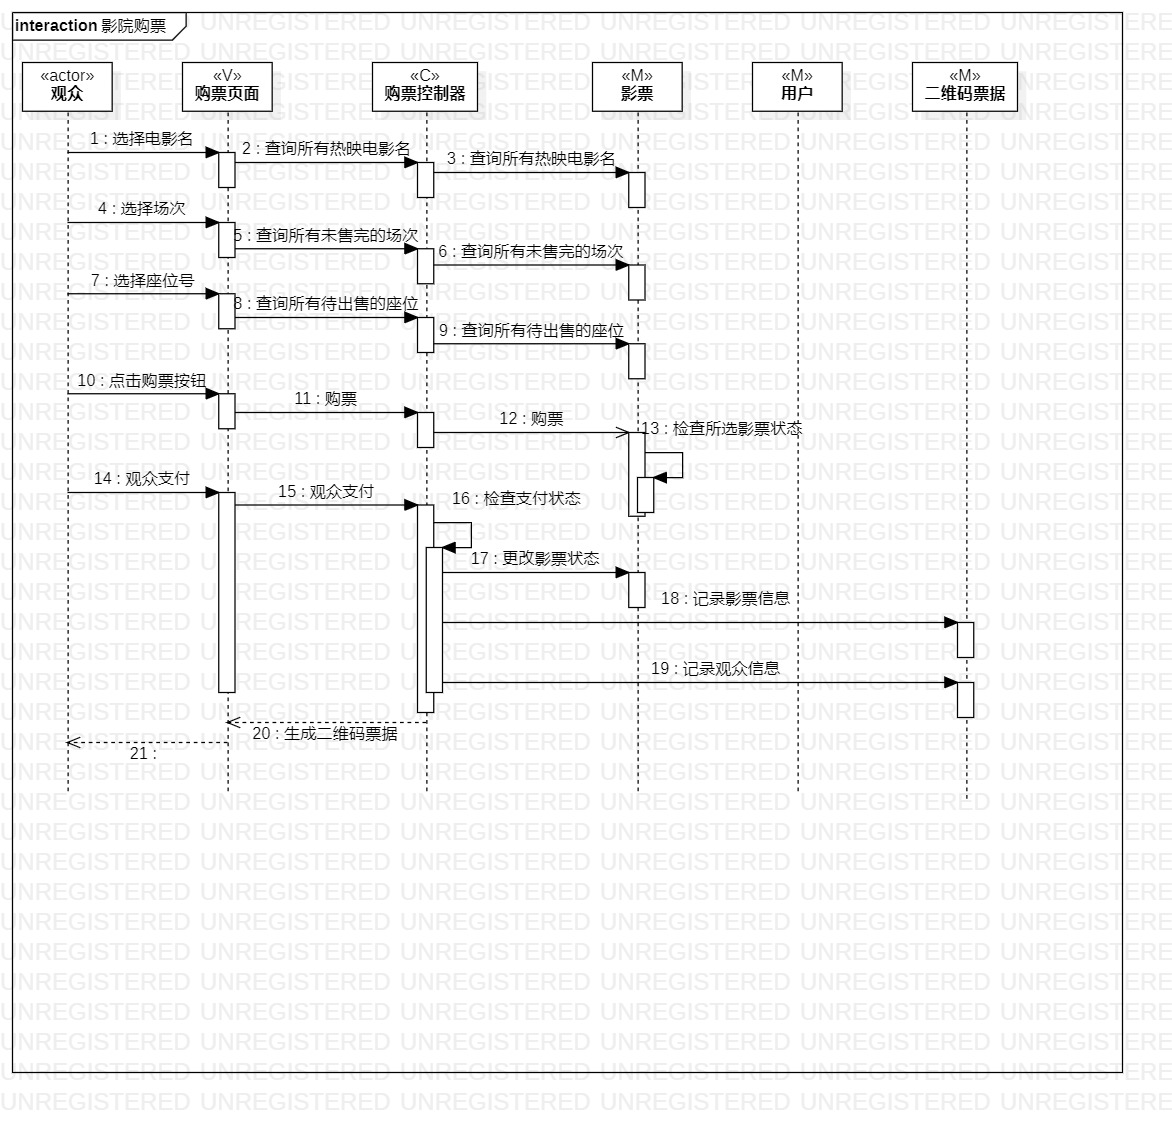 interaction 影院购票
«actor»
观众
«V»
购票页面
«C»
购票控制器
«M»
影票
«M»
用户
«M»
二维码票据
1 : 选择电影名
2 : 查询所有热映电影名
3 : 查询所有热映电影名
4 : 选择场次
5 : 查询所有未售完的场次
6 : 查询所有未售完的场次
7 : 选择座位号
8 : 查询所有待出售的座位
9 : 查询所有待出售的座位
10 : 点击购票按钮
11 : 购票
12 : 购票
13 : 检查所选影票状态
14 : 观众支付
15 : 观众支付
16 : 检查支付状态
17 : 更改影票状态
18 : 记录影票信息
19 : 记录观众信息
20 : 生成二维码票据
21 :
UNREGISTERED